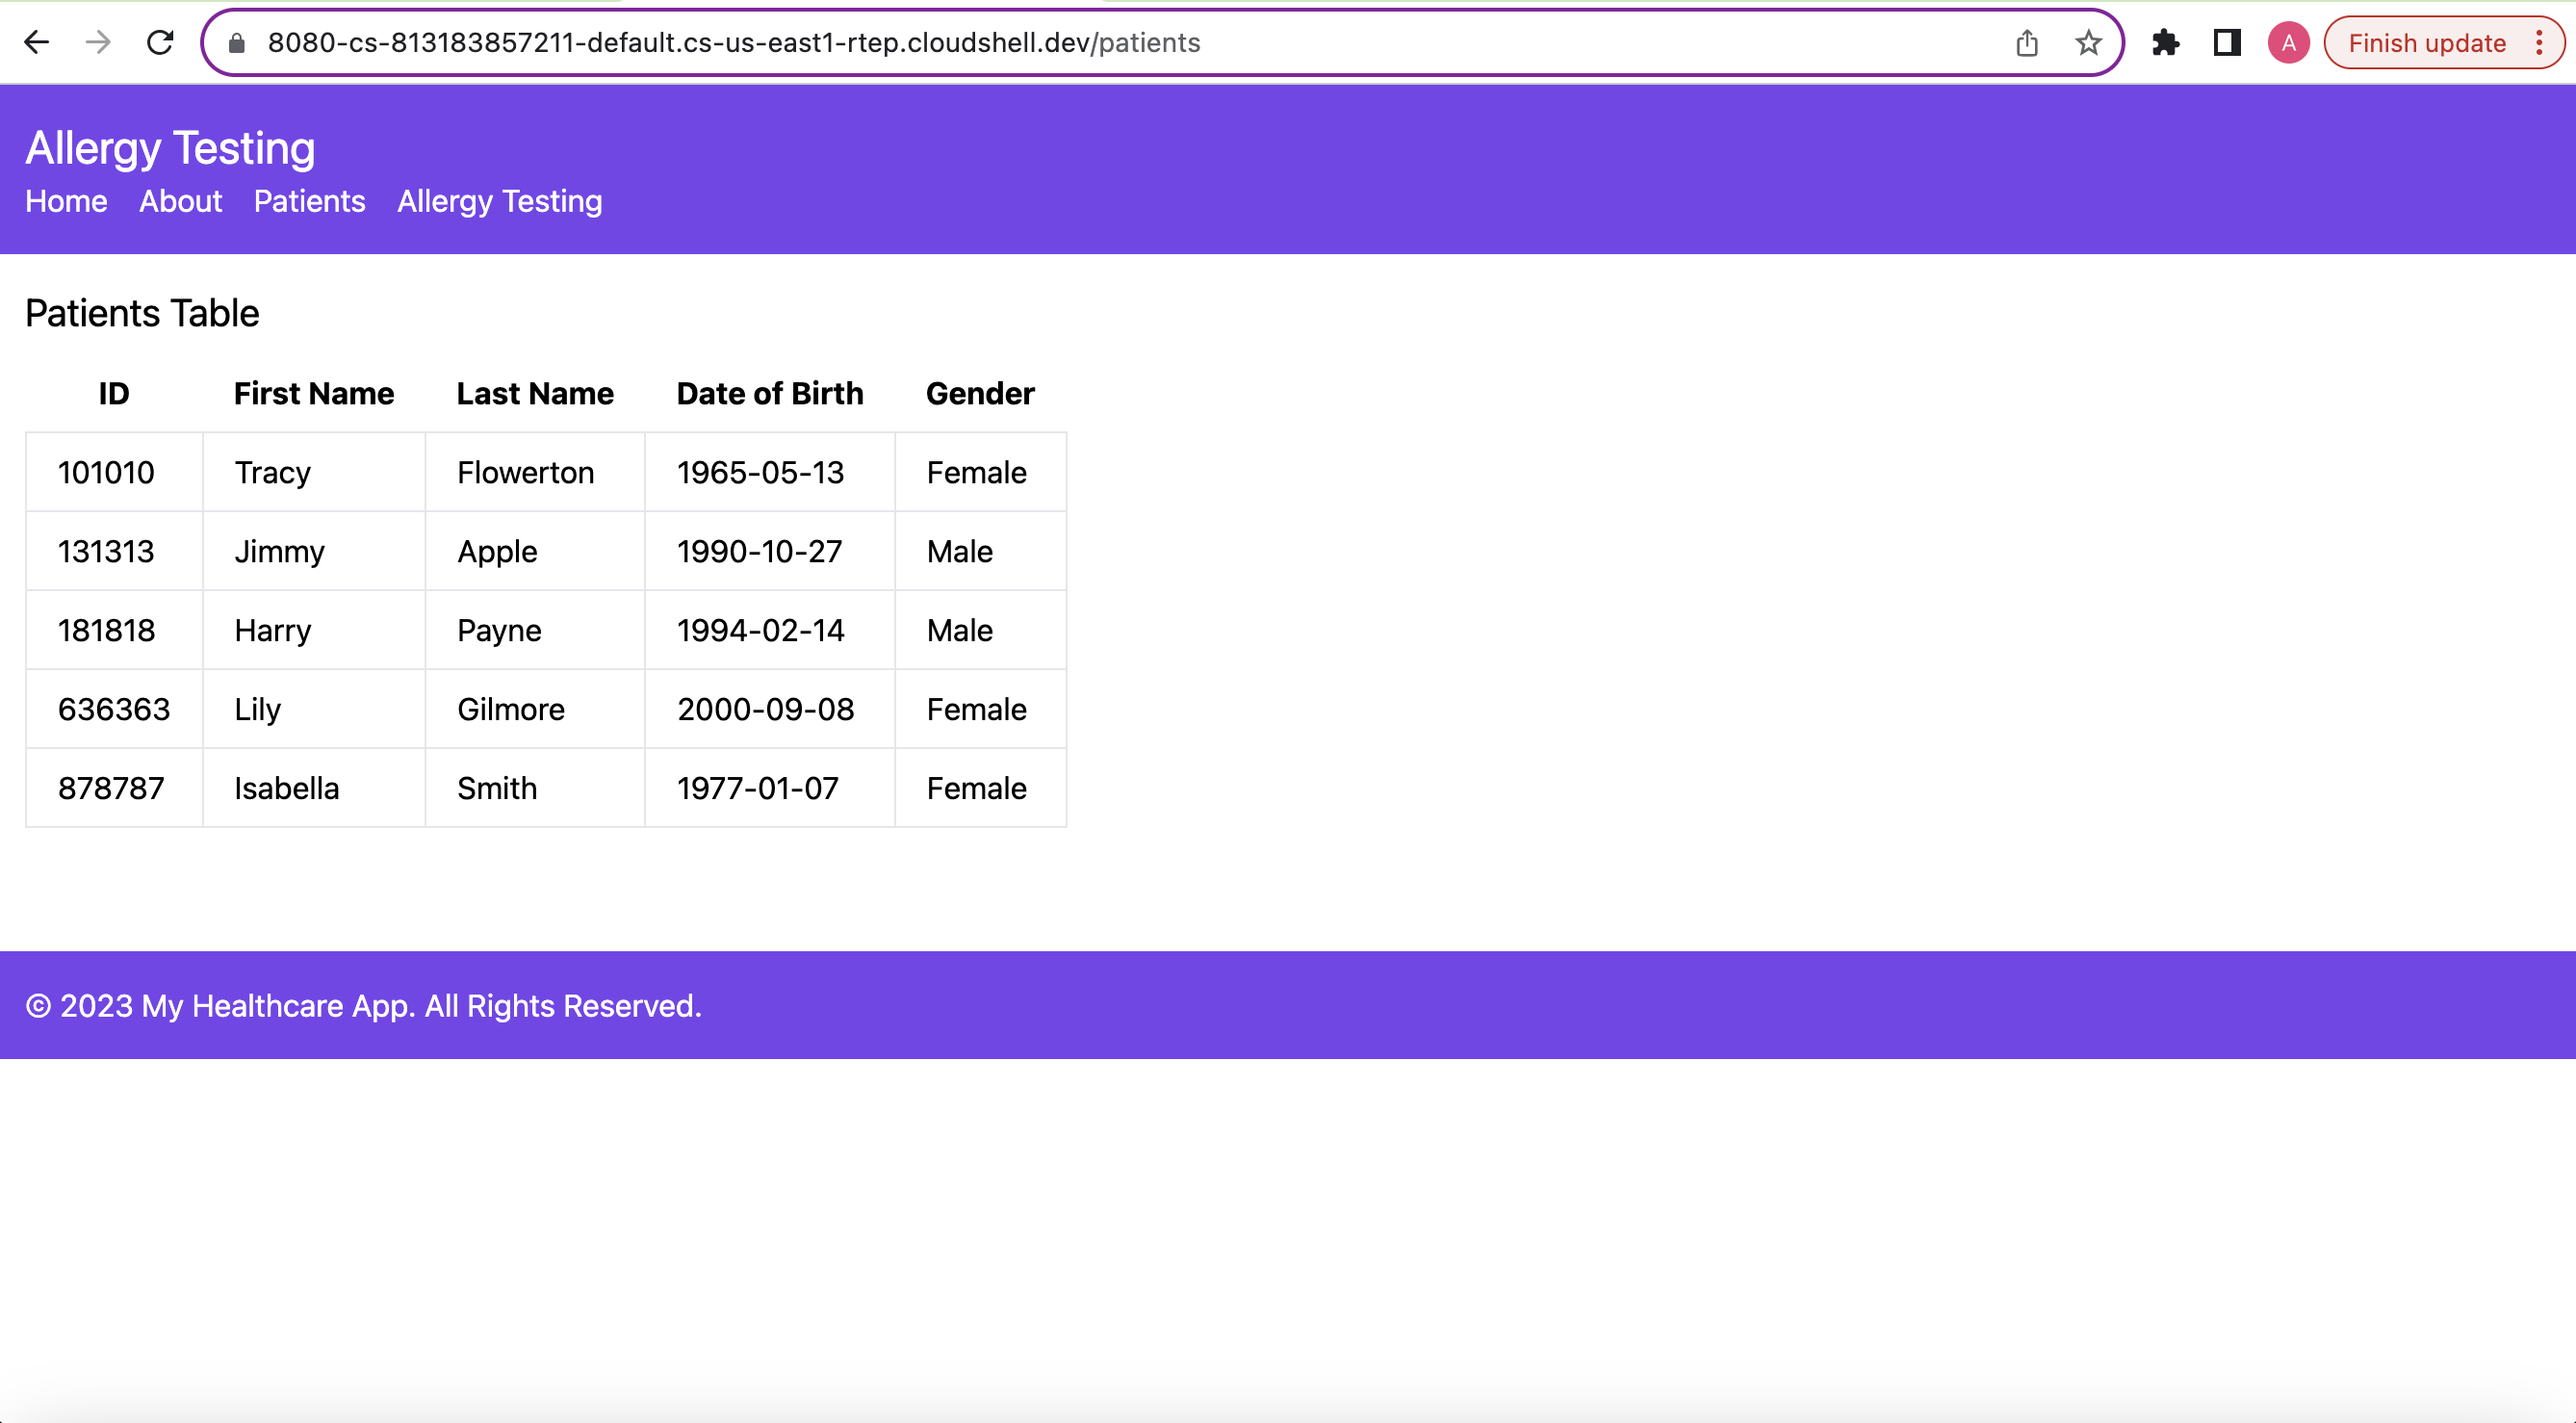 8080-cs-813183857211-default.cs-us-east1-rtep.cloudshell.dev/patients
A
Finish update
Allergy Testing
Home About Patients Allergy Testing
Patients Table
ID First Name Last Name Date of Birth Gender
101010 Tracy Flowerton 1965-05-13 Female
131313 Jimmy Apple 1990-10-27 Male
181818 Harry Payne 1994-02-14 Male
636363 Lily Gilmore 2000-09-08 Female
878787 Isabella Smith 1977-01-07 Female
© 2023 My Healthcare App. All Rights Reserved.